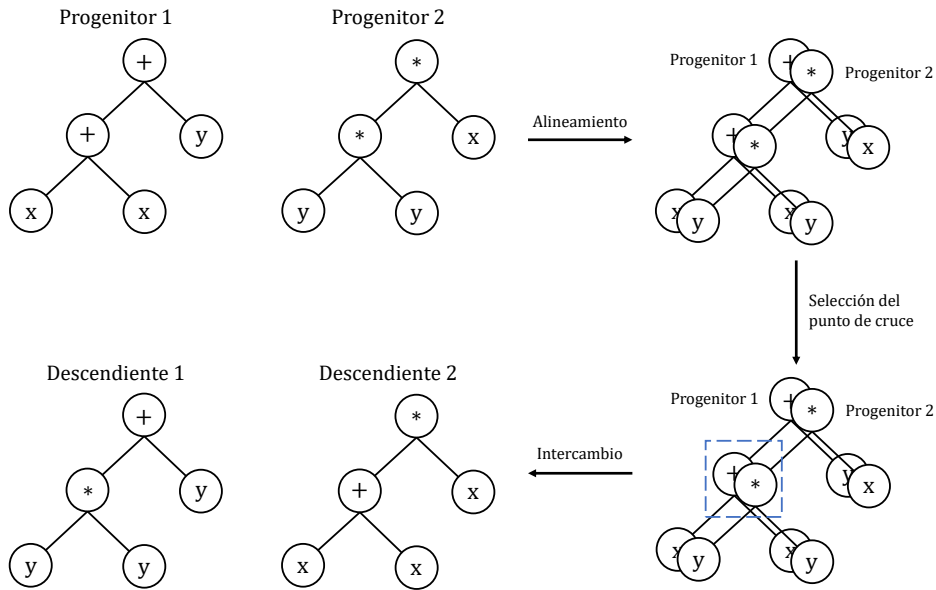 Progenitor 1
Progenitor 2
+
*
+
y
*
x
x
x
y
y
Alineamiento
Progenitor 1
Progenitor 2
+
*
y
x
+
*
x
y
x
y
Selección del
punto de cruce
Descendiente 1
Descendiente 2
+
*
*
y
+
x
y
y
x
x
Intercambio
Progenitor 1
Progenitor 2
+
*
y
x
+
*
x
y
x
y